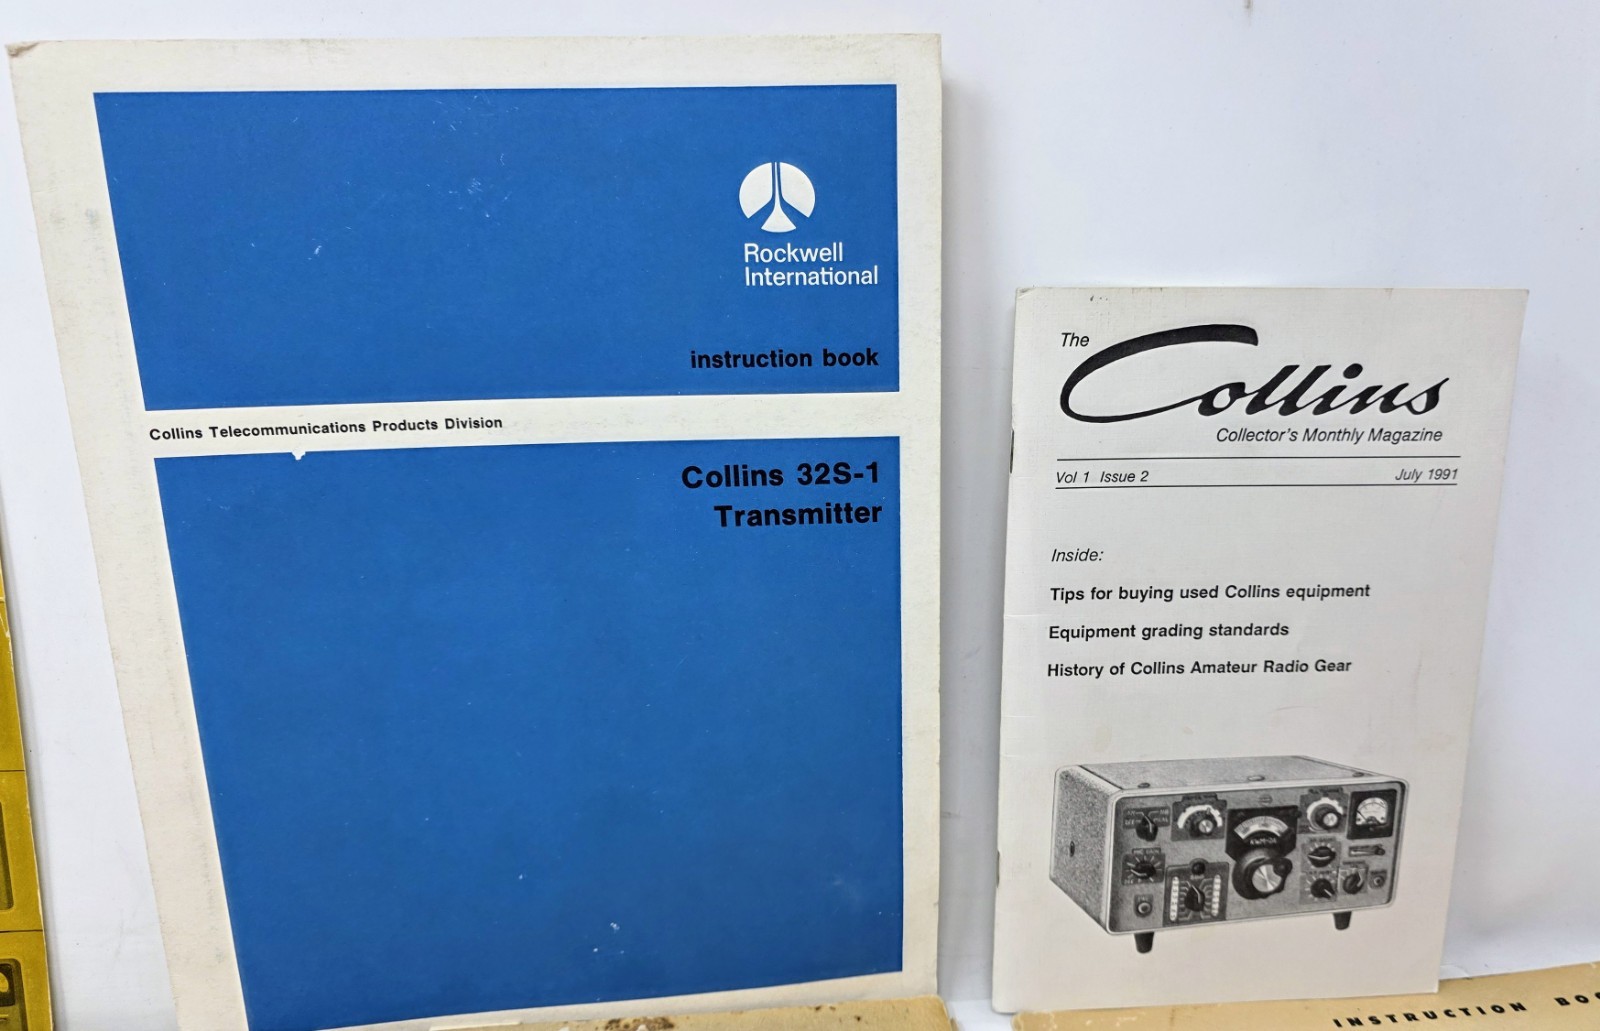 Rockwell
International
instruction book
Collins Telecommunications Products Division
Collins 32S-1
Transmitter
The
Collins
Collector's Monthly Magazine
Vol 1 Issue 2 July 1991
Inside:
Tips for buying used Collins equipment
Equipment grading standards
History of Collins Amateur Radio Gear
INSTRUCTION